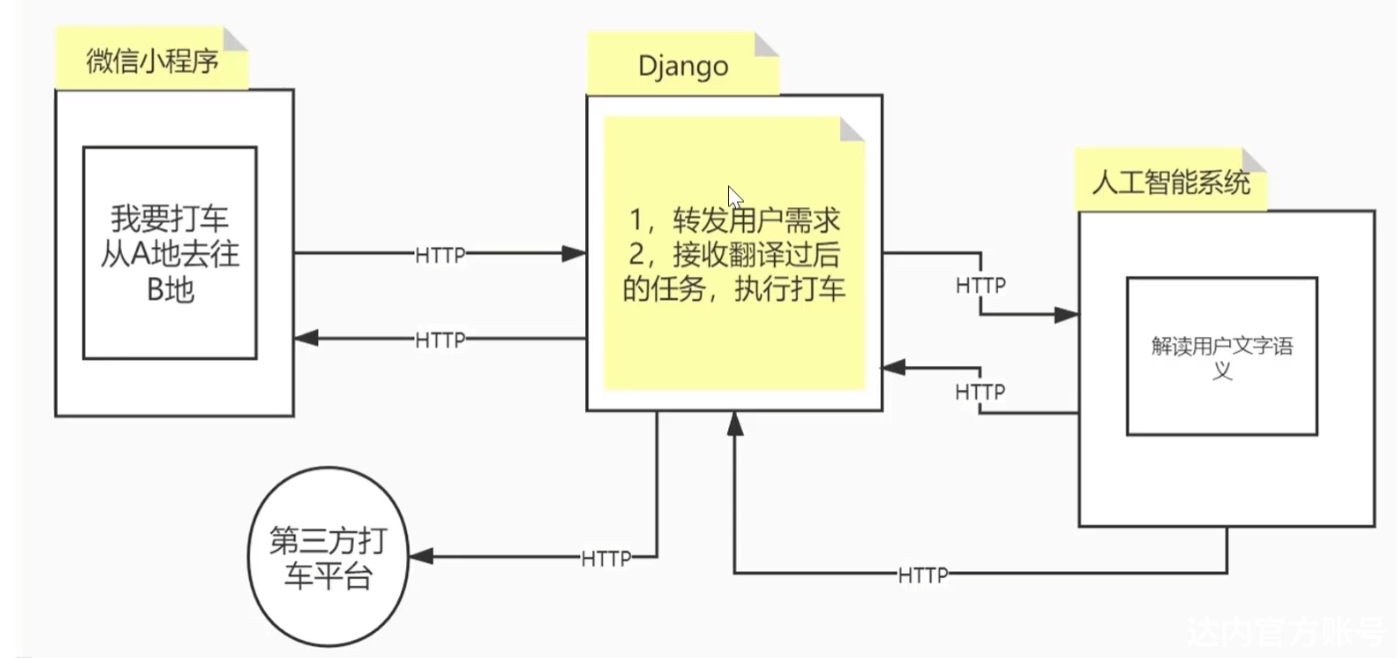 微信小程序
Django
人工智能系统
我要打车
从A地去往
B地
1，转发用户需求
2，接收翻译过后
的任务，执行打车
解读用户文字语
义
HTTP
HTTP
HTTP
HTTP
第三方打
车平台
HTTP
HTTP
达内官方账号